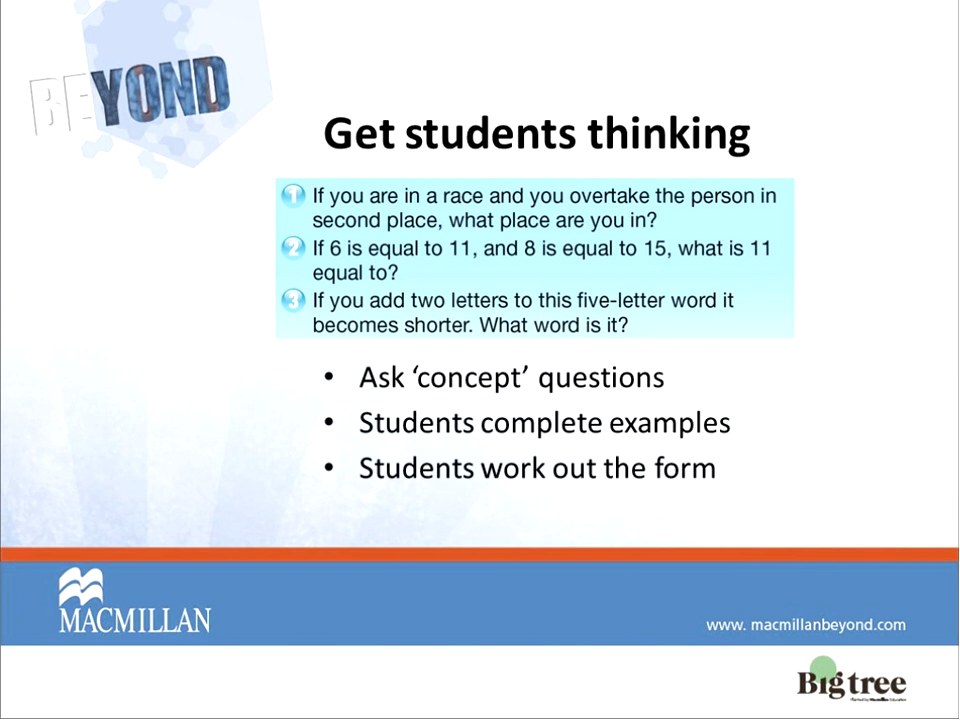 BEYOND
Get students thinking
1 If you are in a race and you overtake the person in
second place, what place are you in?
2 If 6 is equal to 11, and 8 is equal to 15, what is 11
equal to?
3 If you add two letters to this five-letter word it
becomes shorter. What word is it?
• Ask ‘concept’ questions
• Students complete examples
• Students work out the form
MACMILLAN
www. macmillanbeyond.com
Bigtree